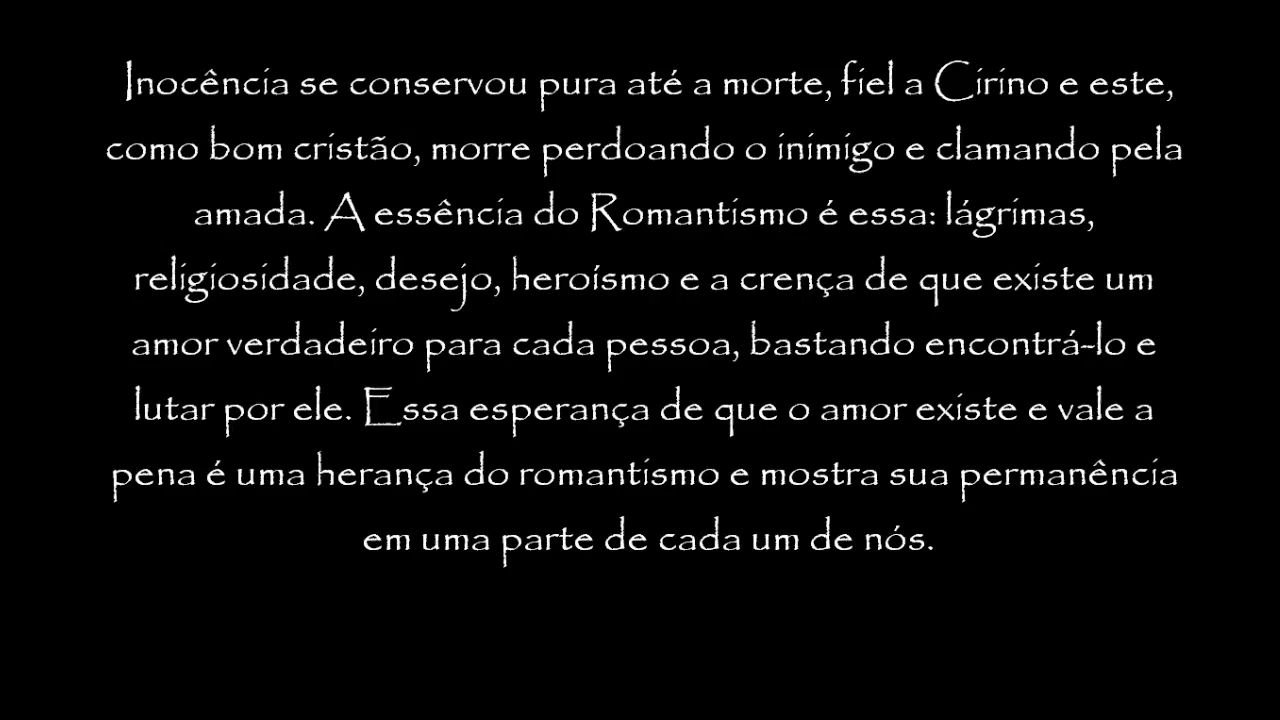 Inocência se conservou pura até a morte, fiel a Cirino e este,
como bom cristão, morre perdoando o inimigo e clamando pela
amada. A essência do Romantismo é essa: lágrimas,
religiosidade, desejo, heroísmo e a crença de que existe um
amor verdadeiro para cada pessoa, bastando encontrá-lo e
lutar por ele. Essa esperança de que o amor existe e vale a
pena é uma herança do romantismo e mostra sua permanência
em uma parte de cada um de nós.